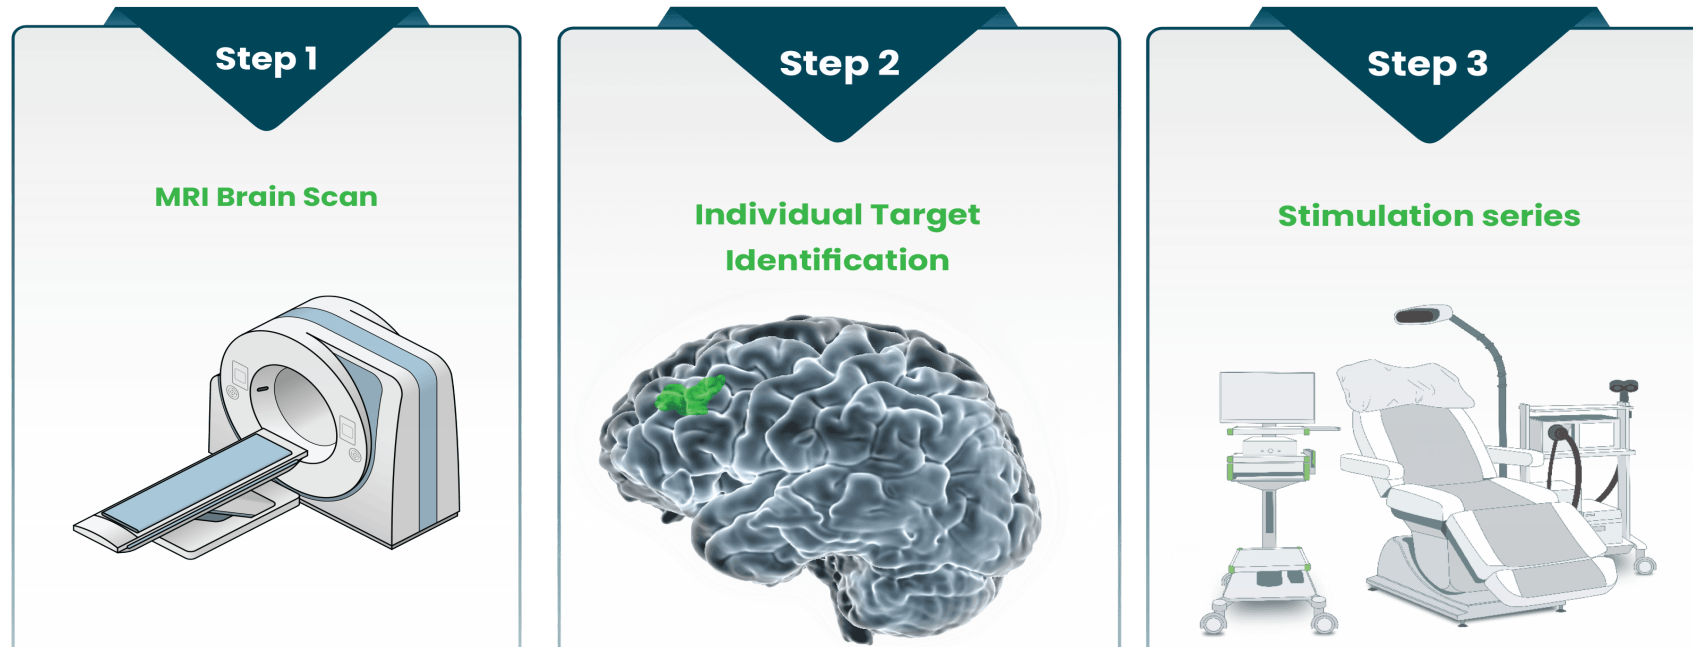 Step 1
MRI Brain Scan
Step 2
Individual Target
Identification
Step 3
Stimulation series